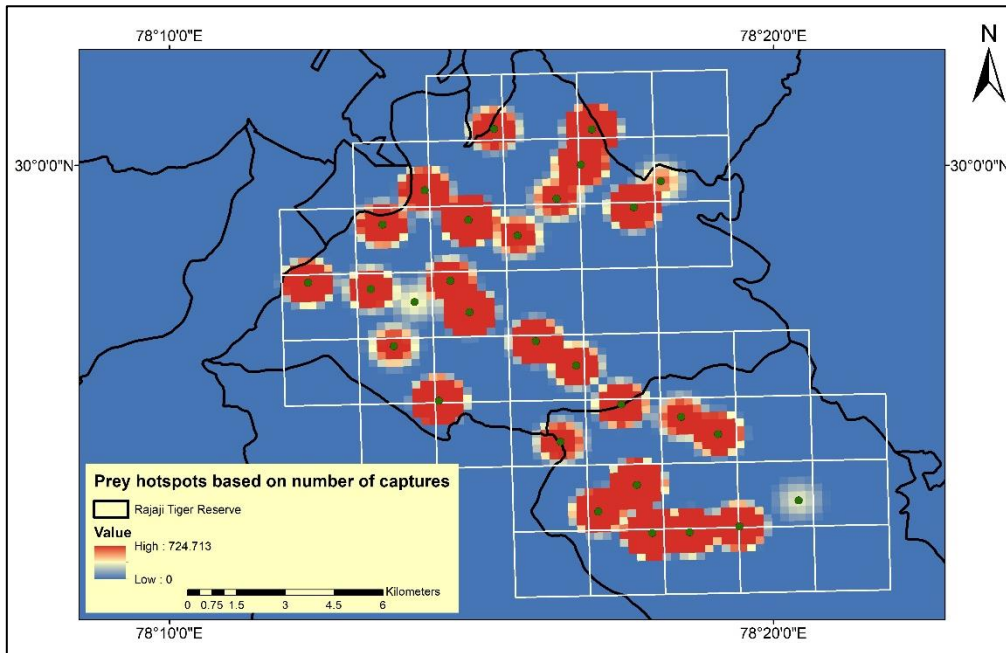 78°10'0"E 78°20'0"E
N
30°0'0"N 30°0'0"N
Prey hotspots based on number of captures
Rajaji Tiger Reserve
Value
High : 724.713
Low : 0
Kilometers
0 0.75 1.5 3 4.5 6
78°10'0"E 78°20'0"E